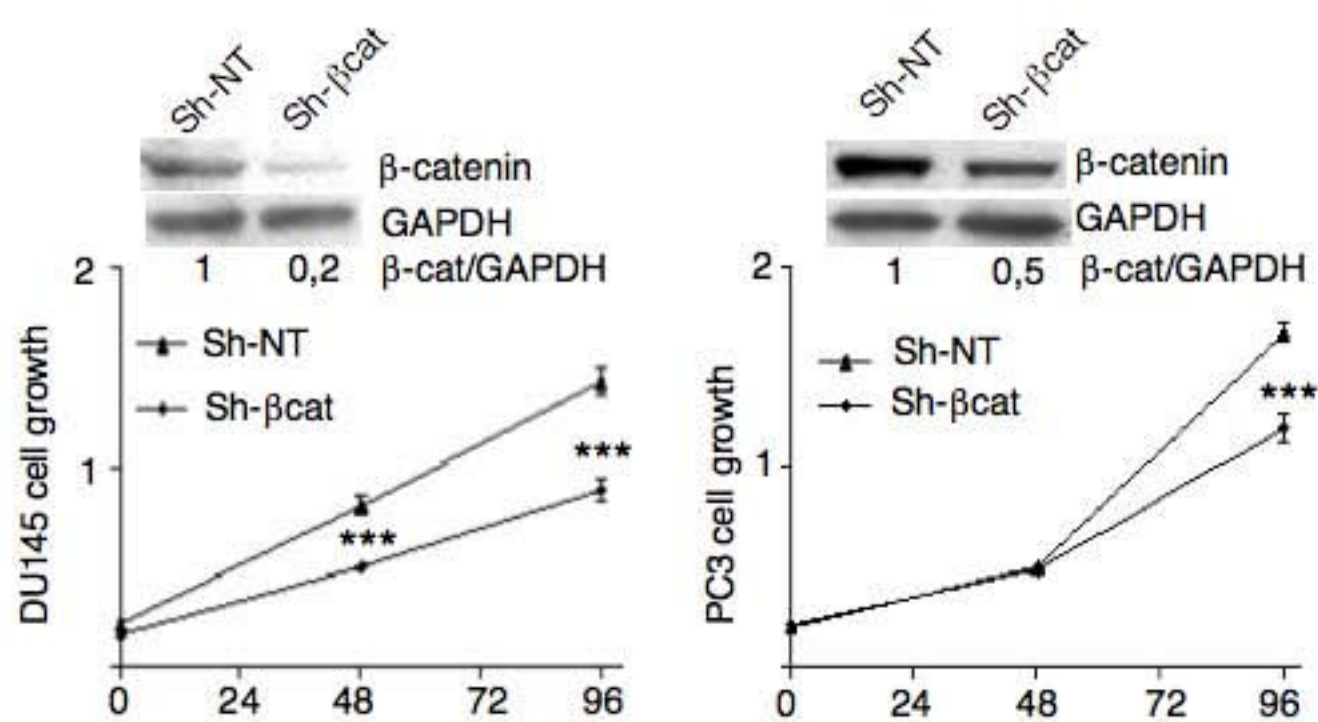 Sh-NT
Sh-βcat
β-catenin
GAPDH
1 0,2 β-cat/GAPDH
2
Sh-NT
Sh-βcat
***
***
1
DU145 cell growth
0 24 48 72 96
Sh-NT
Sh-βcat
β-catenin
GAPDH
1 0,5 β-cat/GAPDH
2
Sh-NT
Sh-βcat
***
1
PC3 cell growth
0 24 48 72 96